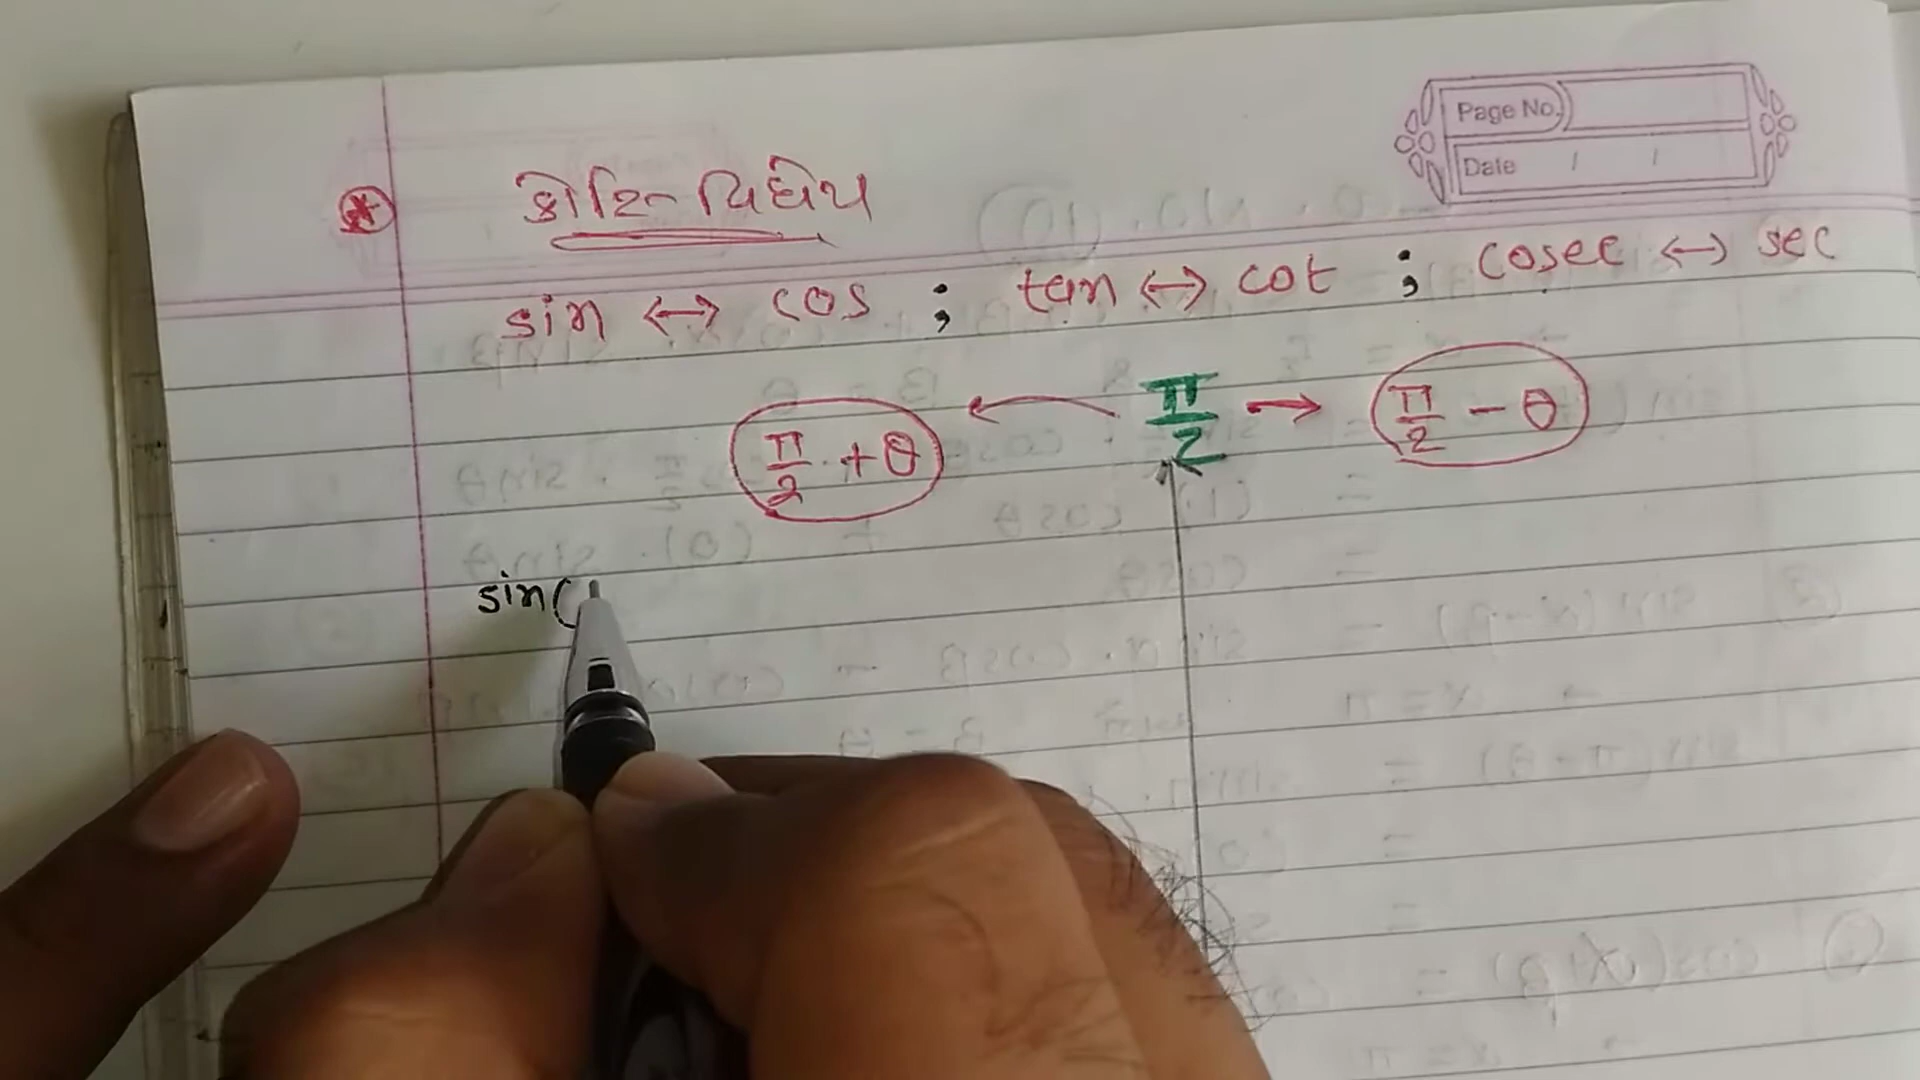 Page No.
Date / /
કોટિ-વિધેય
sin ↔ cos ; tan ↔ cot ; cosec ↔ sec
π/2 + θ ← π/2 → π/2 - θ
sin(